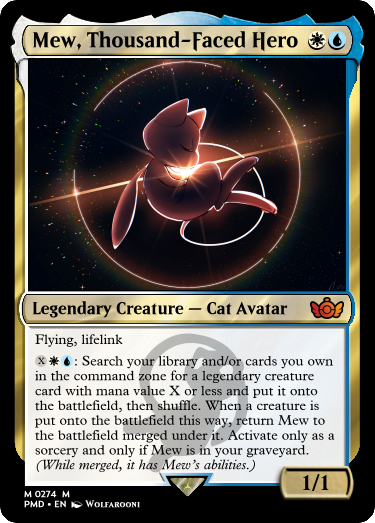 Mew, Thousand-Faced Hero
Legendary Creature — Cat Avatar
Flying, lifelink
X: Search your library and/or cards you own
in the command zone for a legendary creature
card with mana value X or less and put it onto
the battlefield, then shuffle. When a creature is
put onto the battlefield this way, return Mew to
the battlefield merged under it. Activate only as
a sorcery and only if Mew is in your graveyard.
(While merged, it has Mew's abilities.)
1/1
M 0274 M
PMD • EN Wolfarooni